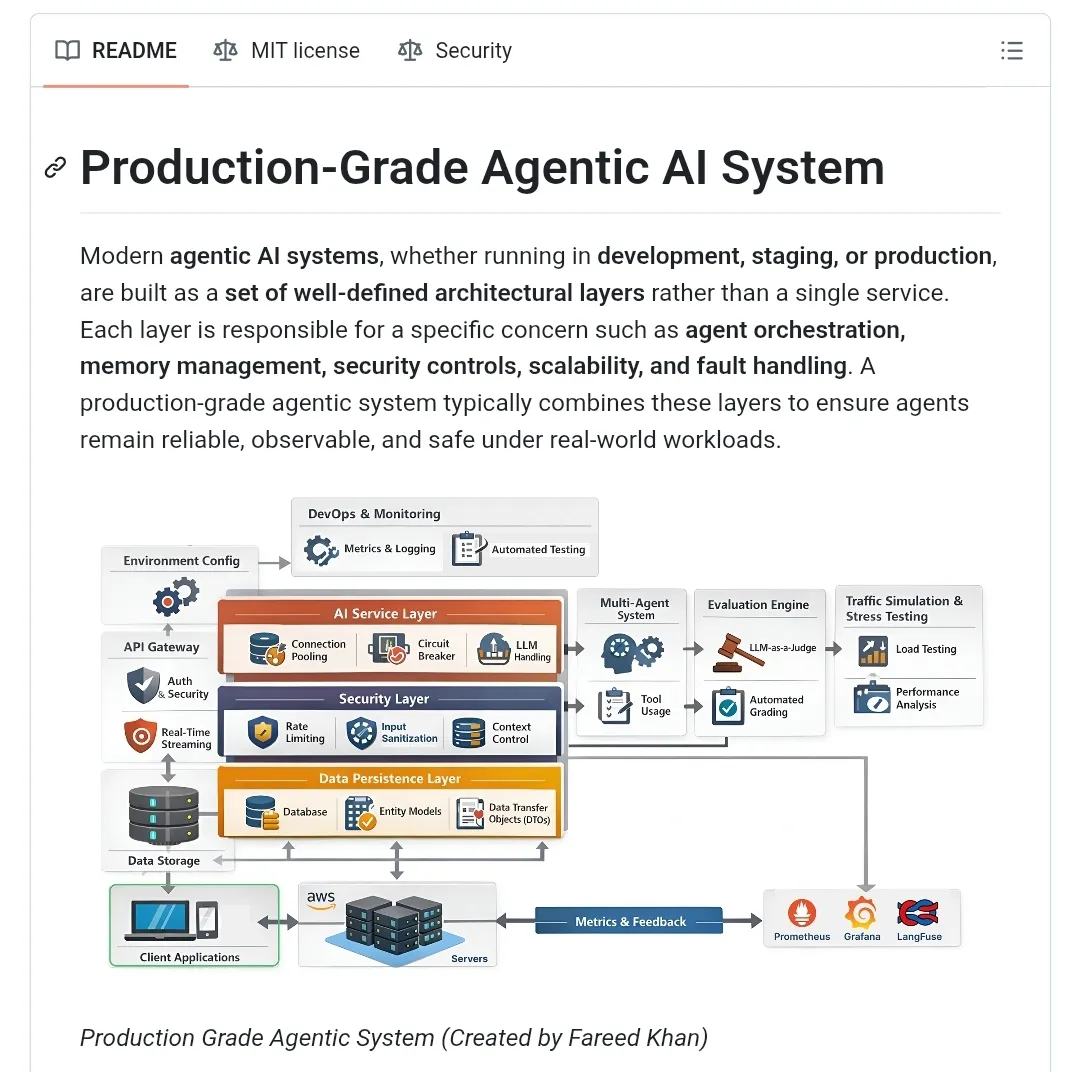 README
MIT license
Security
Production-Grade Agentic AI System
Modern agentic AI systems, whether running in development, staging, or production,
are built as a set of well-defined architectural layers rather than a single service.
Each layer is responsible for a specific concern such as agent orchestration,
memory management, security controls, scalability, and fault handling. A
production-grade agentic system typically combines these layers to ensure agents
remain reliable, observable, and safe under real-world workloads.
DevOps & Monitoring
Metrics & Logging
Automated Testing
Environment Config
API Gateway
Auth
& Security
Real-Time
Streaming
Data Storage
Client Applications
AI Service Layer
Connection
Pooling
Circuit
Breaker
LLM
Handling
Security Layer
Rate
Limiting
Input
Sanitization
Context
Control
Data Persistence Layer
Database
Entity Models
Data Transfer
Objects (DTOs)
Multi-Agent
System
Tool
Usage
Evaluation Engine
LLM-as-a-Judge
Automated
Grading
Traffic Simulation &
Stress Testing
Load Testing
Performance
Analysis
aws
Servers
Metrics & Feedback
Prometheus
Grafana
LangFuse
Production Grade Agentic System (Created by Fareed Khan)